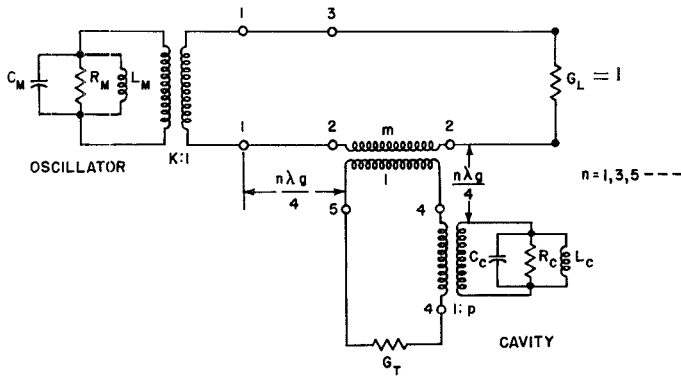 1 3
C_M R_M L_M
G_L = 1
1 2 m 2
OSCILLATOR K:1
nλg/4
1
nλg/4
n = 1,3,5 ----
5 4
C_C R_C L_C
4 1:p
CAVITY
G_T